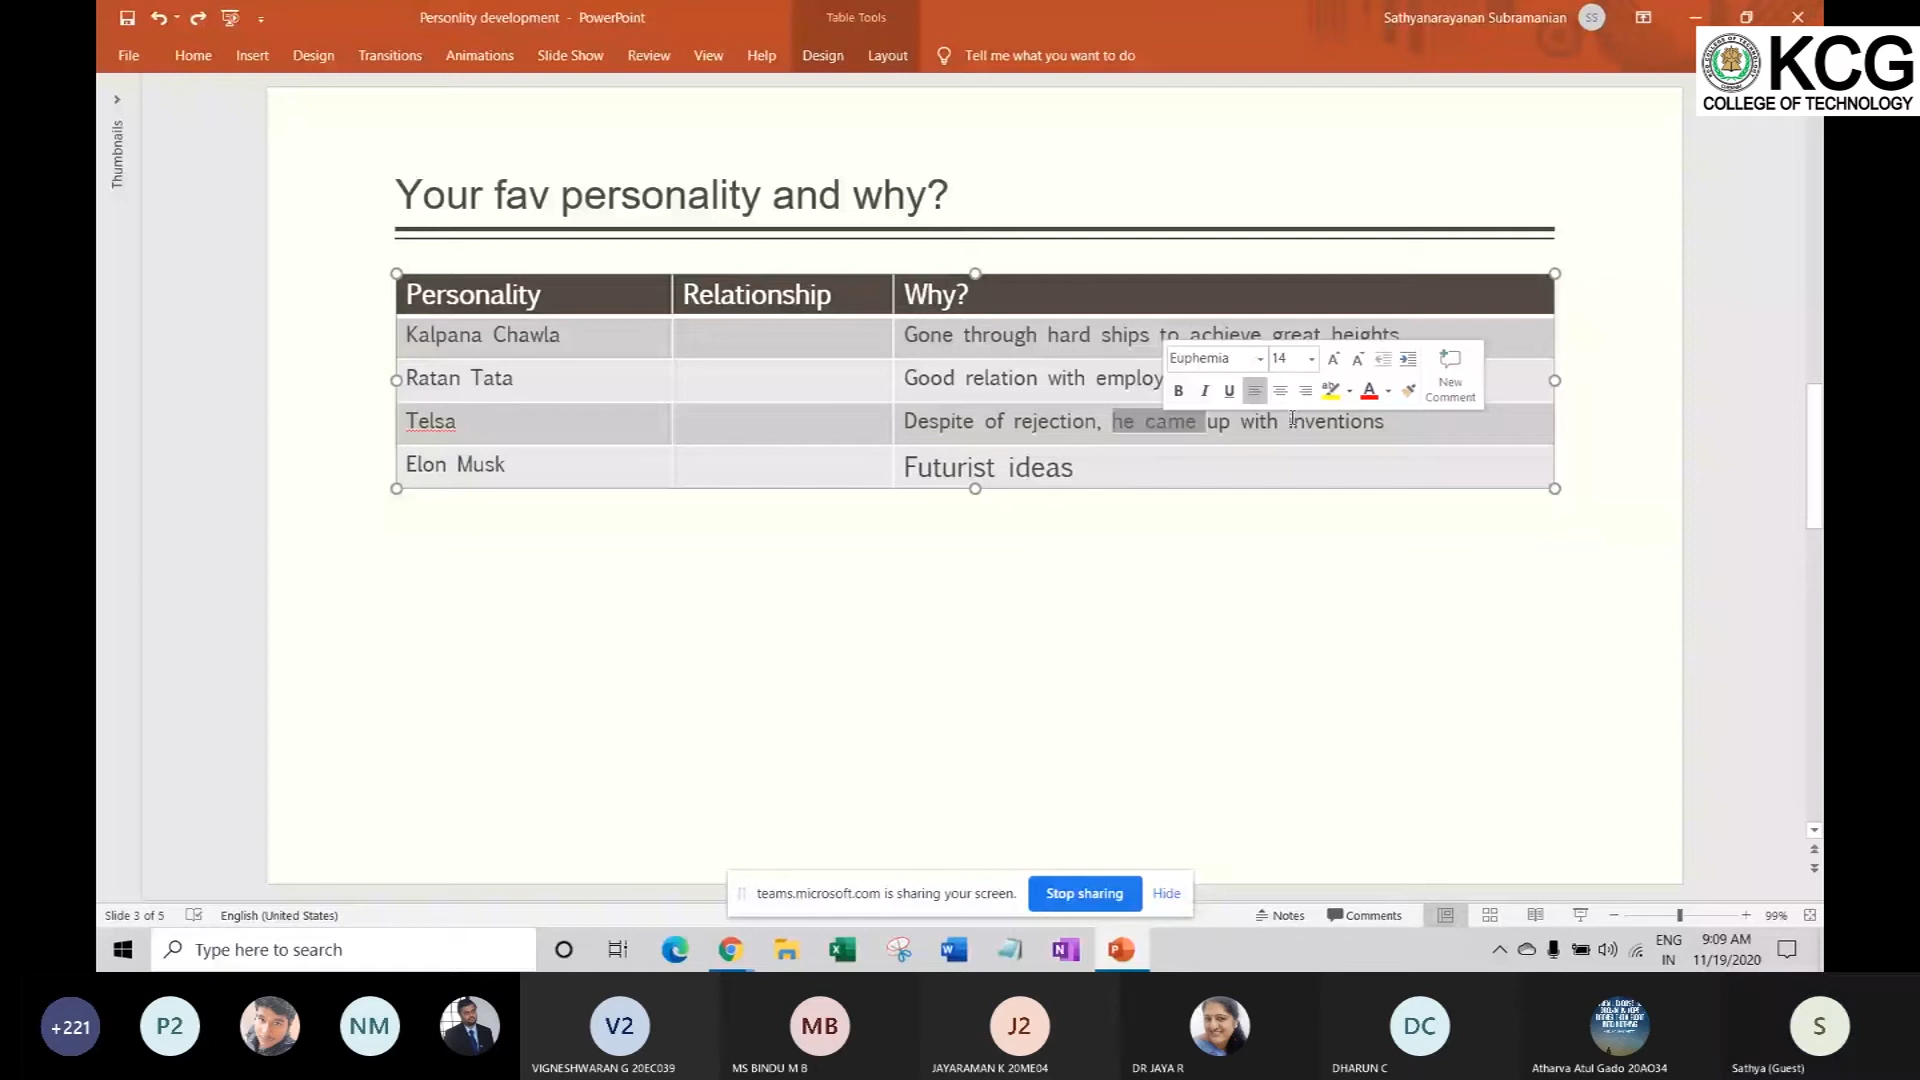 Personlity development - PowerPoint
Table Tools
Sathyanarayanan Subramanian
SS
File
Home
Insert
Design
Transitions
Animations
Slide Show
Review
View
Help
Design
Layout
Tell me what you want to do
KCG
COLLEGE OF TECHNOLOGY
Thumbnails
Your fav personality and why?
Personality
Relationship
Why?
Kalpana Chawla
Gone through hard ships to achieve great heights
Ratan Tata
Good relation with employ
Telsa
Despite of rejection, he came up with inventions
Elon Musk
Futurist ideas
Euphemia
14
New
Comment
B
I
U
teams.microsoft.com is sharing your screen.
Stop sharing
Hide
Slide 3 of 5
English (United States)
Notes
Comments
99%
Type here to search
ENG
IN
9:09 AM
11/19/2020
+221
P2
NM
V2
MB
J2
DC
S
VIGNESHWARAN G 20EC039
MS BINDU M B
JAYARAMAN K 20ME04
DR JAYA R
DHARUN C
Atharva Atul Gado 20AO34
Sathya (Guest)